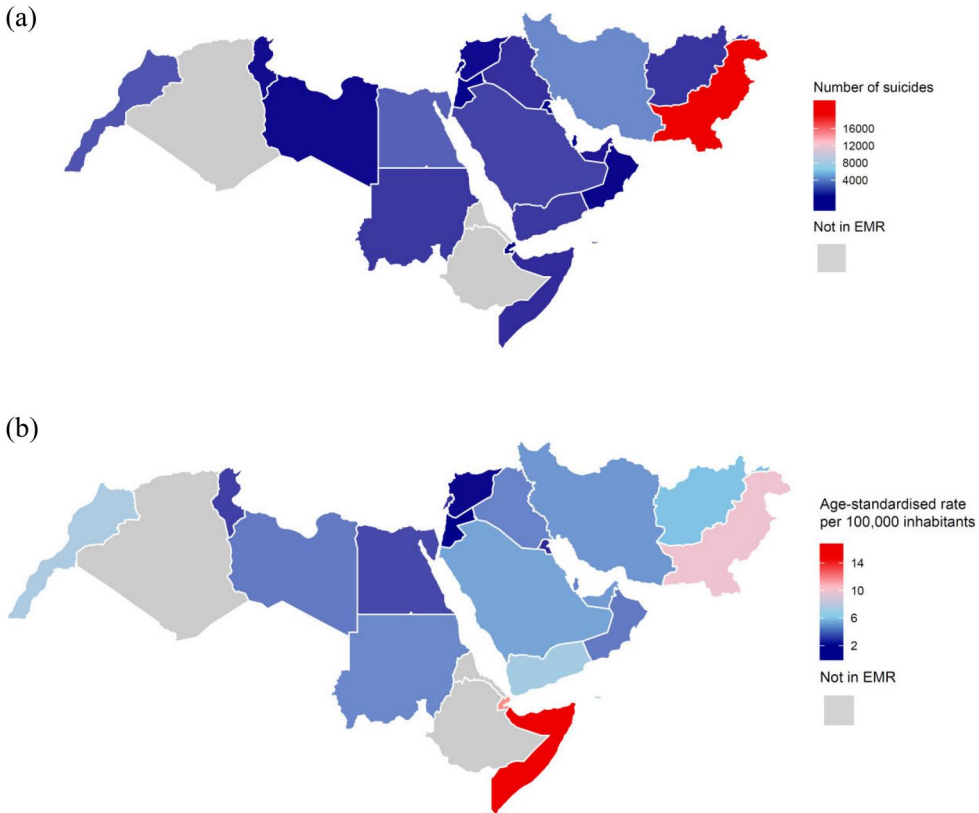 (a)
Number of suicides
16000
12000
8000
4000
Not in EMR
(b)
Age-standardised rate
per 100,000 inhabitants
14
10
6
2
Not in EMR